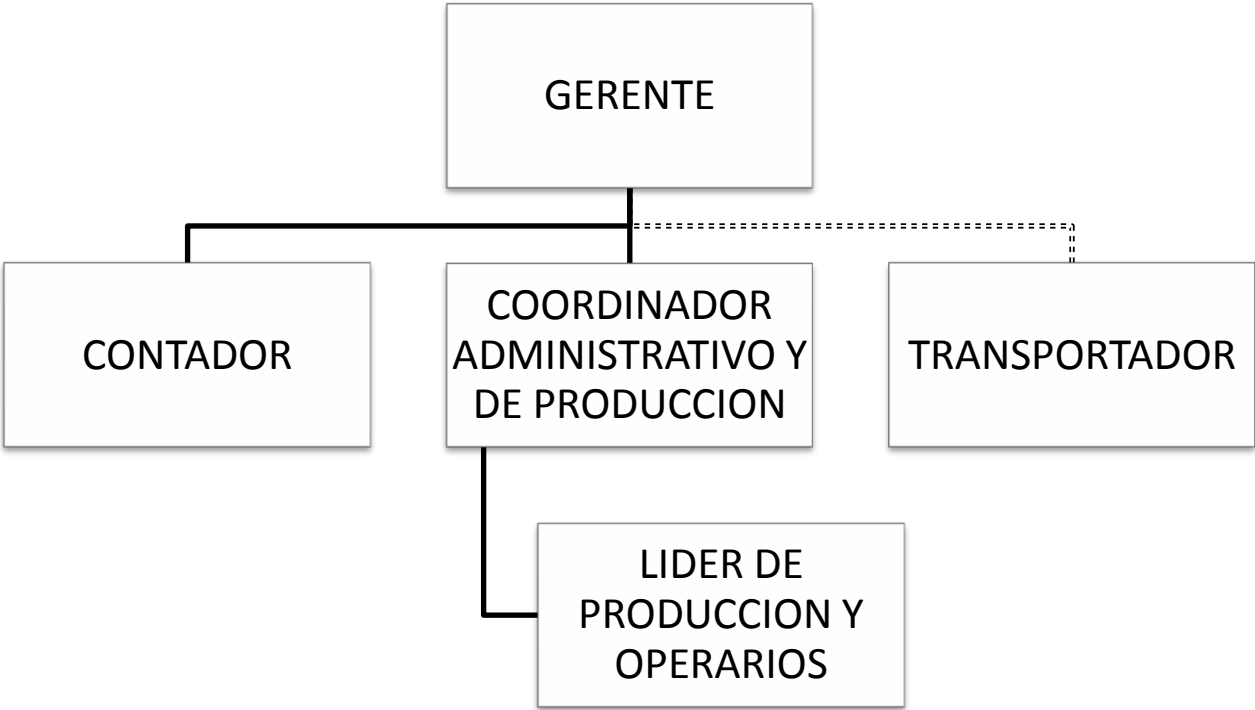 GERENTE
CONTADOR
COORDINADOR
ADMINISTRATIVO Y
DE PRODUCCION
TRANSPORTADOR
LIDER DE
PRODUCCION Y
OPERARIOS